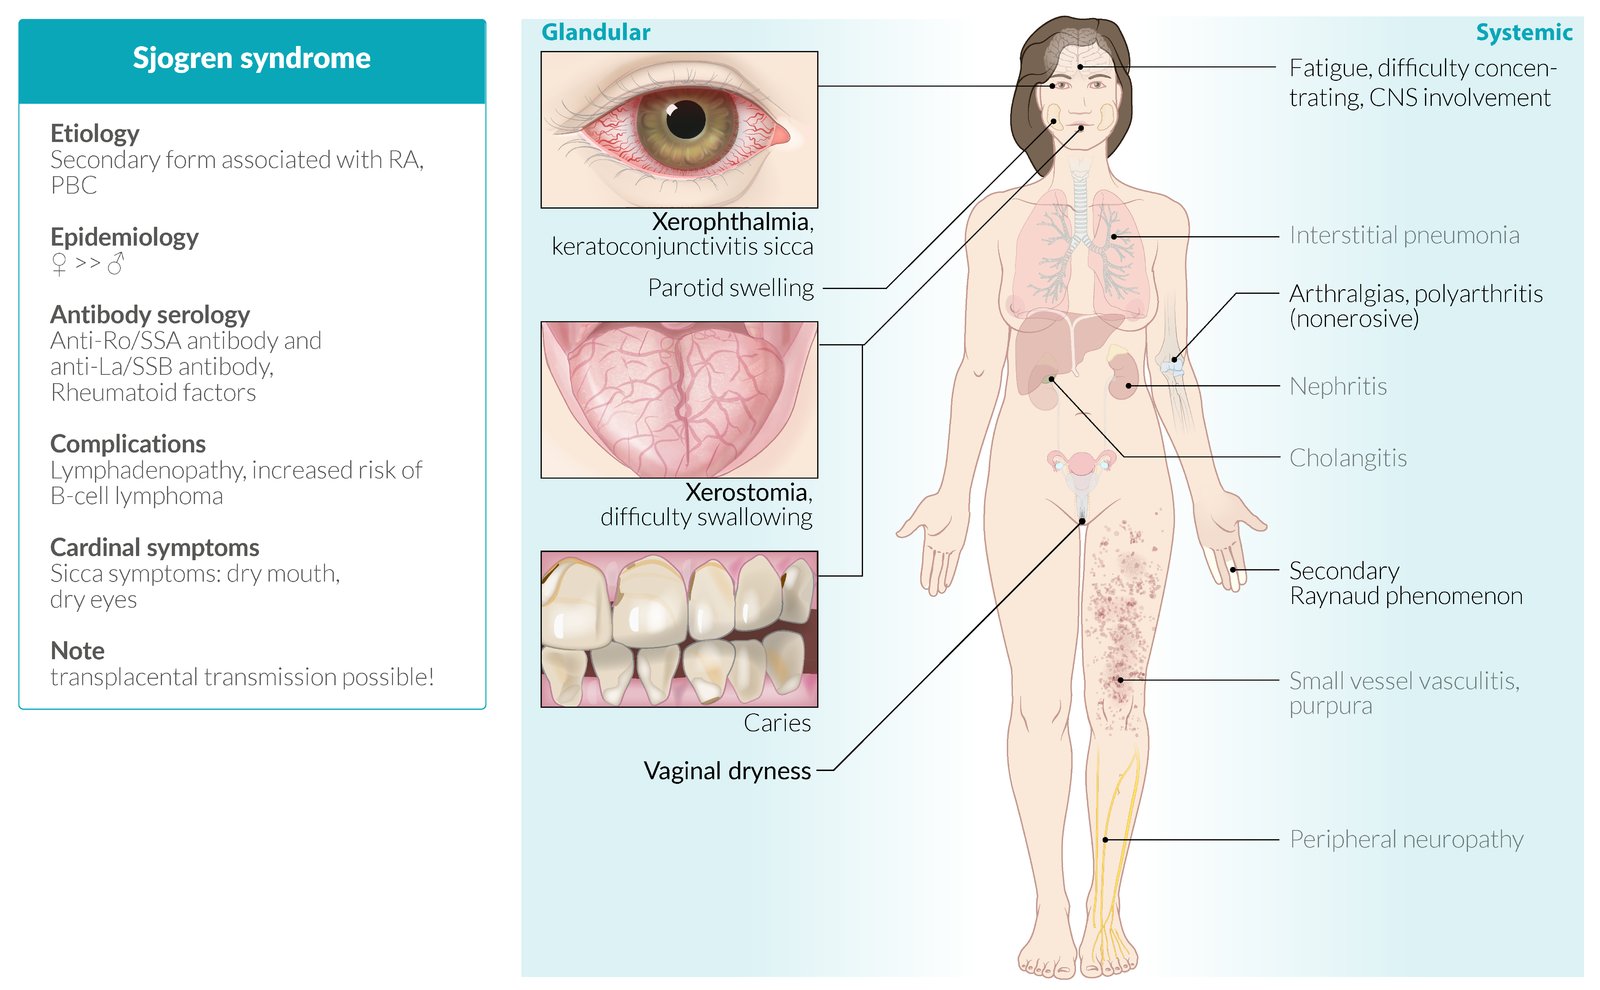 Sjogren syndrome
Etiology
Secondary form associated with RA,
PBC
Epidemiology
♀ >> ♂
Antibody serology
Anti-Ro/SSA antibody and
anti-La/SSB antibody,
Rheumatoid factors
Complications
Lymphadenopathy, increased risk of
B-cell lymphoma
Cardinal symptoms
Sicca symptoms: dry mouth,
dry eyes
Note
transplacental transmission possible!
Glandular
Xerophthalmia,
keratoconjunctivitis sicca
Parotid swelling
Xerostomia,
difficulty swallowing
Caries
Vaginal dryness
Systemic
Fatigue, difficulty concen-
trating, CNS involvement
Interstitial pneumonia
Arthralgias, polyarthritis
(nonerosive)
Nephritis
Cholangitis
Secondary
Raynaud phenomenon
Small vessel vasculitis,
purpura
Peripheral neuropathy